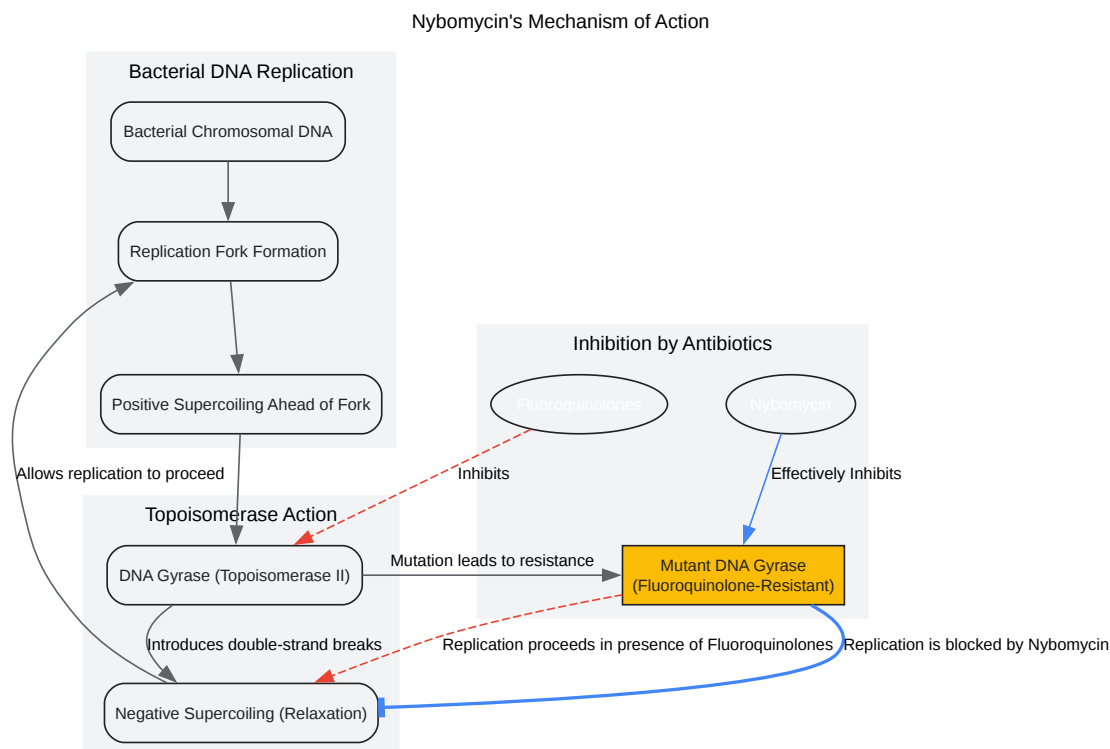 Nybomycin's Mechanism of Action
Bacterial DNA Replication
Bacterial Chromosomal DNA
Replication Fork Formation
Positive Supercoiling Ahead of Fork
Inhibition by Antibiotics
Fluoroquinolones
Nybomycin
Allows replication to proceed
Inhibits
Effectively Inhibits
Topoisomerase Action
DNA Gyrase (Topoisomerase II)
Mutation leads to resistance
Mutant DNA Gyrase
(Fluoroquinolone-Resistant)
Introduces double-strand breaks
Replication proceeds in presence of Fluoroquinolones
Replication is blocked by Nybomycin
Negative Supercoiling (Relaxation)